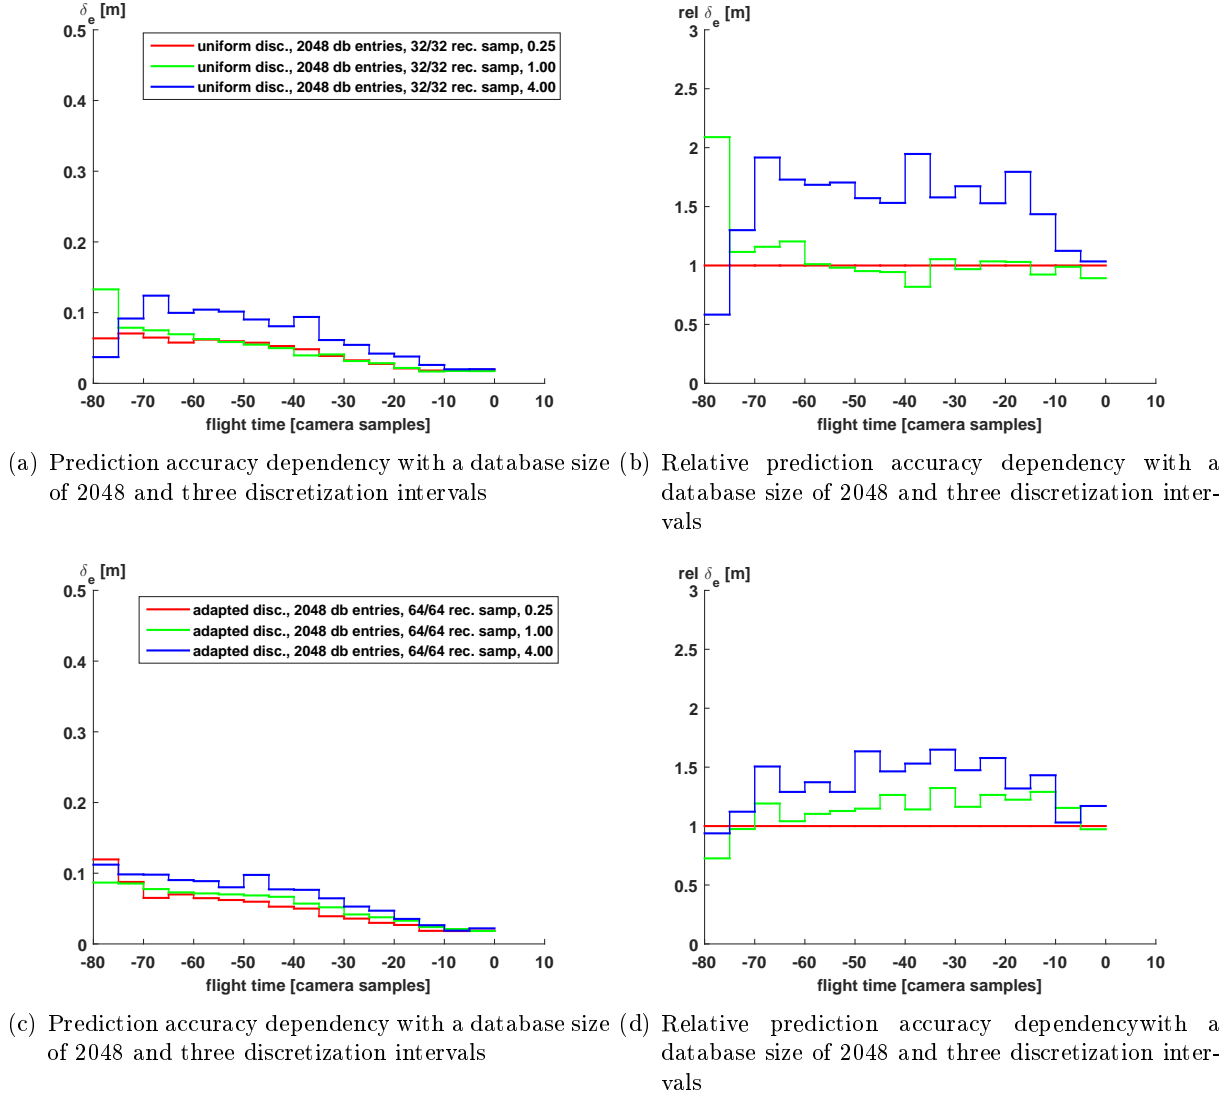 δe [m]
0.5
0.4
0.3
0.2
0.1
0
uniform disc., 2048 db entries, 32/32 rec. samp, 0.25
uniform disc., 2048 db entries, 32/32 rec. samp, 1.00
uniform disc., 2048 db entries, 32/32 rec. samp, 4.00
-80 -70 -60 -50 -40 -30 -20 -10 0 10
flight time [camera samples]
rel δe [m]
3
2.5
2
1.5
1
0.5
0
-80 -70 -60 -50 -40 -30 -20 -10 0 10
flight time [camera samples]
(a) Prediction accuracy dependency with a database size
of 2048 and three discretization intervals
(b) Relative prediction accuracy dependency with a
database size of 2048 and three discretization inter-
vals
δe [m]
0.5
0.4
0.3
0.2
0.1
0
adapted disc., 2048 db entries, 64/64 rec. samp, 0.25
adapted disc., 2048 db entries, 64/64 rec. samp, 1.00
adapted disc., 2048 db entries, 64/64 rec. samp, 4.00
-80 -70 -60 -50 -40 -30 -20 -10 0 10
flight time [camera samples]
rel δe [m]
3
2.5
2
1.5
1
0.5
0
-80 -70 -60 -50 -40 -30 -20 -10 0 10
flight time [camera samples]
(c) Prediction accuracy dependency with a database size
of 2048 and three discretization intervals
(d) Relative prediction accuracy dependencywith a
database size of 2048 and three discretization inter-
vals